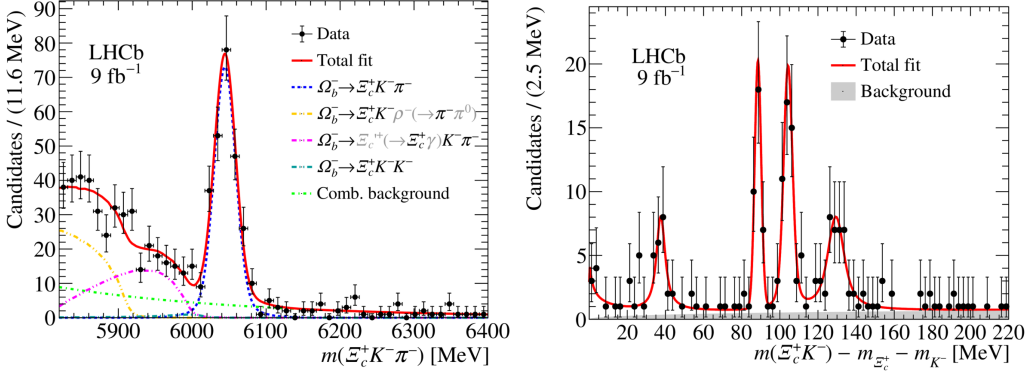 Candidates / (11.6 MeV)
90
80
70
60
50
40
30
20
10
0
LHCb
9 fb⁻¹
Data
Total fit
Ω_b⁻→Ξ_c⁺K⁻π⁻
Ω_b⁻→Ξ_c⁺K⁻ρ⁻(→π⁻π⁰)
Ω_b⁻→Ξ_c'⁺(→Ξ_c⁺γ)K⁻π⁻
Ω_b⁻→Ξ_c⁺K⁻K⁻
Comb. background
5900 6000 6100 6200 6300 6400
m(Ξ_c⁺K⁻π⁻) [MeV]
Candidates / (2.5 MeV)
20
15
10
5
0
LHCb
9 fb⁻¹
Data
Total fit
Background
20 40 60 80 100 120 140 160 180 200 220
m(Ξ_c⁺K⁻) − m_Ξ_c⁺ − m_K⁻ [MeV]